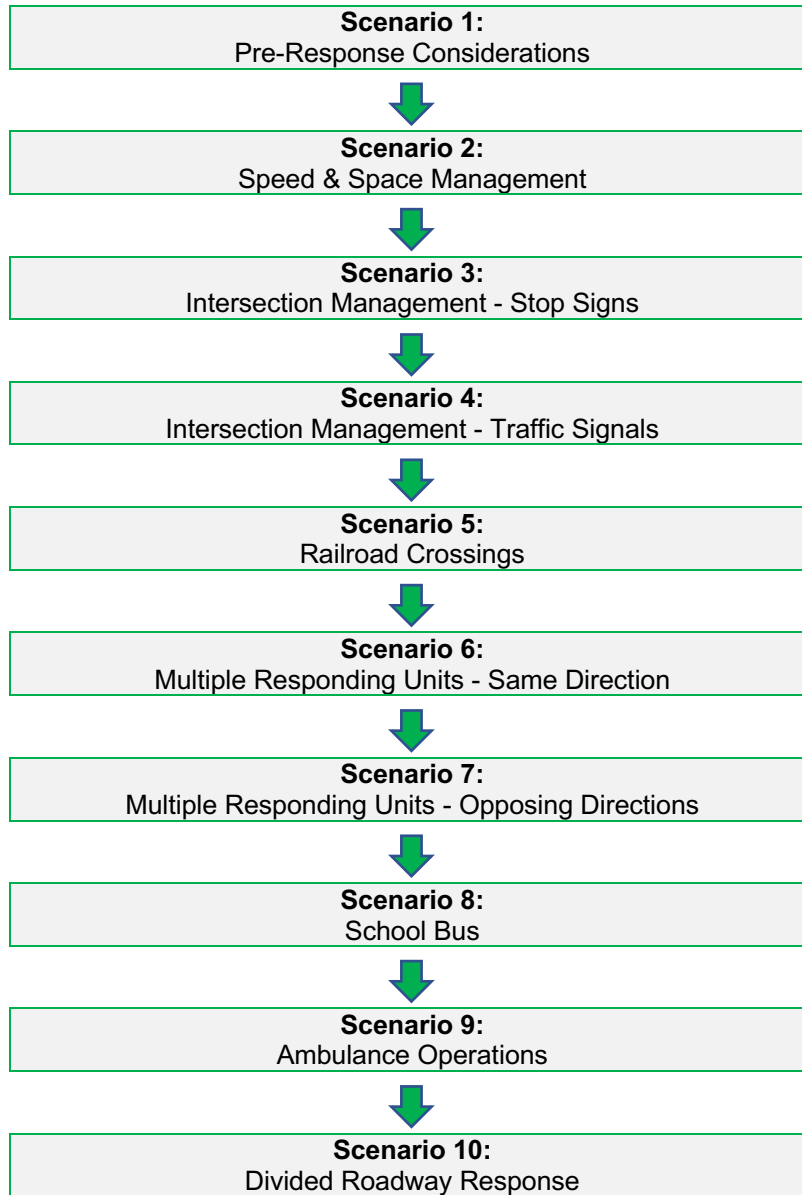 Scenario 1:
Pre-Response Considerations
Scenario 2:
Speed & Space Management
Scenario 3:
Intersection Management - Stop Signs
Scenario 4:
Intersection Management - Traffic Signals
Scenario 5:
Railroad Crossings
Scenario 6:
Multiple Responding Units - Same Direction
Scenario 7:
Multiple Responding Units - Opposing Directions
Scenario 8:
School Bus
Scenario 9:
Ambulance Operations
Scenario 10:
Divided Roadway Response